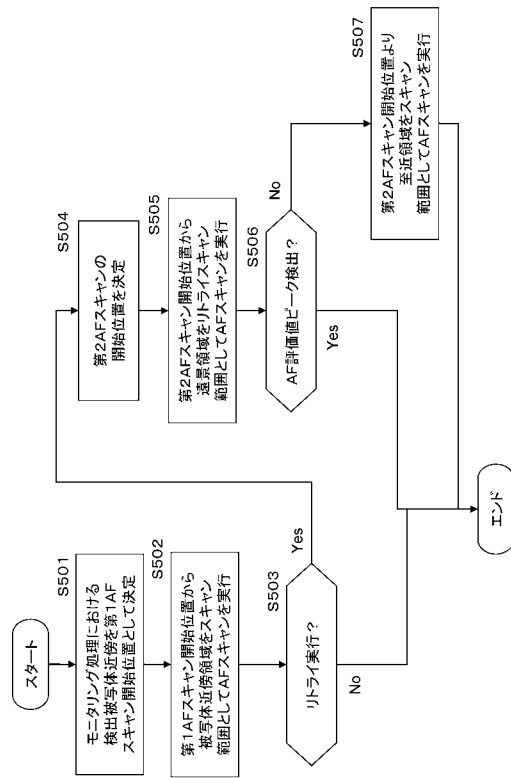 スタート
S501
モニタリング処理における
検出被写体近傍を第1AF
スキャン開始位置として決定
S502
第1AFスキャン開始位置から
被写体近傍領域をスキャン
範囲としてAFスキャンを実行
S503
リトライ実行?
Yes
No
S504
第2AFスキャンの
開始位置を決定
S505
第2AFスキャン開始位置から
遠景領域をリトライスキャン
範囲としてAFスキャンを実行
S506
AF評価値ピーク検出?
No
Yes
S507
第2AFスキャン開始位置より
至近領域をスキャン
範囲としてAFスキャンを実行
エンド